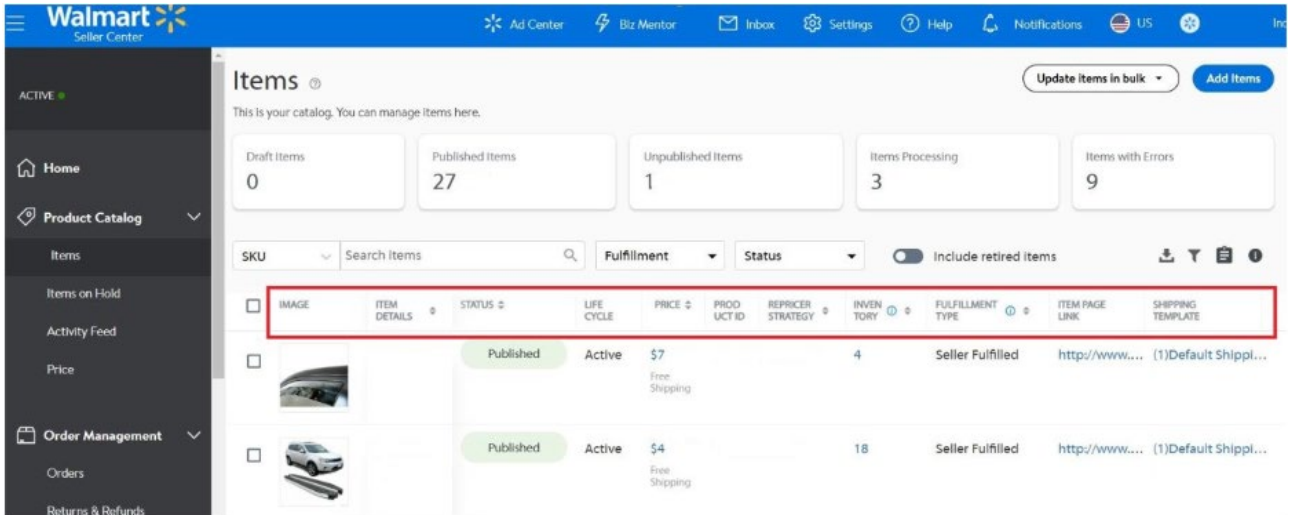 Walmart
Seller Center
Ad Center Biz Mentor Inbox Settings Help Notifications US
ACTIVE
Home
Product Catalog
Items
Items on Hold
Activity Feed
Price
Order Management
Orders
Returns & Refunds
Items
Update items in bulk Add Items
This is your catalog. You can manage items here.
Draft Items Published Items Unpublished Items Items Processing Items with Errors
0 27 1 3 9
SKU Search Items Fulfillment Status Include retired items
IMAGE ITEM DETAILS STATUS LIFE CYCLE PRICE PRODUCT ID REPRICER STRATEGY INVENTORY FULFILLMENT TYPE ITEM PAGE LINK SHIPPING TEMPLATE
Published Active $7 4 Seller Fulfilled http://www.... (1)Default Shippi...
Free
Shipping
Published Active $4 18 Seller Fulfilled http://www.... (1)Default Shippi...
Free
Shipping